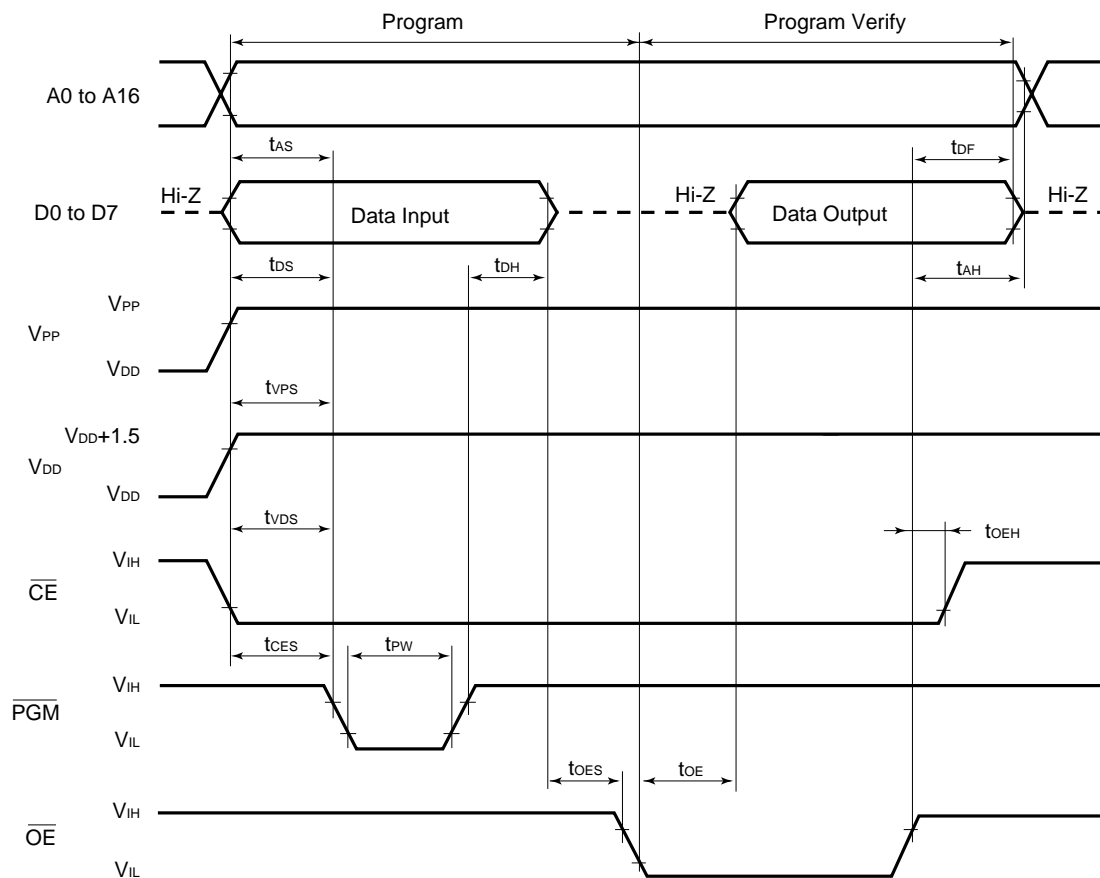 Program
Program Verify
A0 to A16
tAS
tDF
Hi-Z
Hi-Z
Hi-Z
D0 to D7
Data Input
Data Output
tDS
tDH
tAH
VPP
VPP
VDD
tVPS
VDD+1.5
VDD
VDD
tVDS
tOEH
VIH
CE
VIL
tCES
tPW
VIH
PGM
VIL
tOES
tOE
VIH
OE
VIL